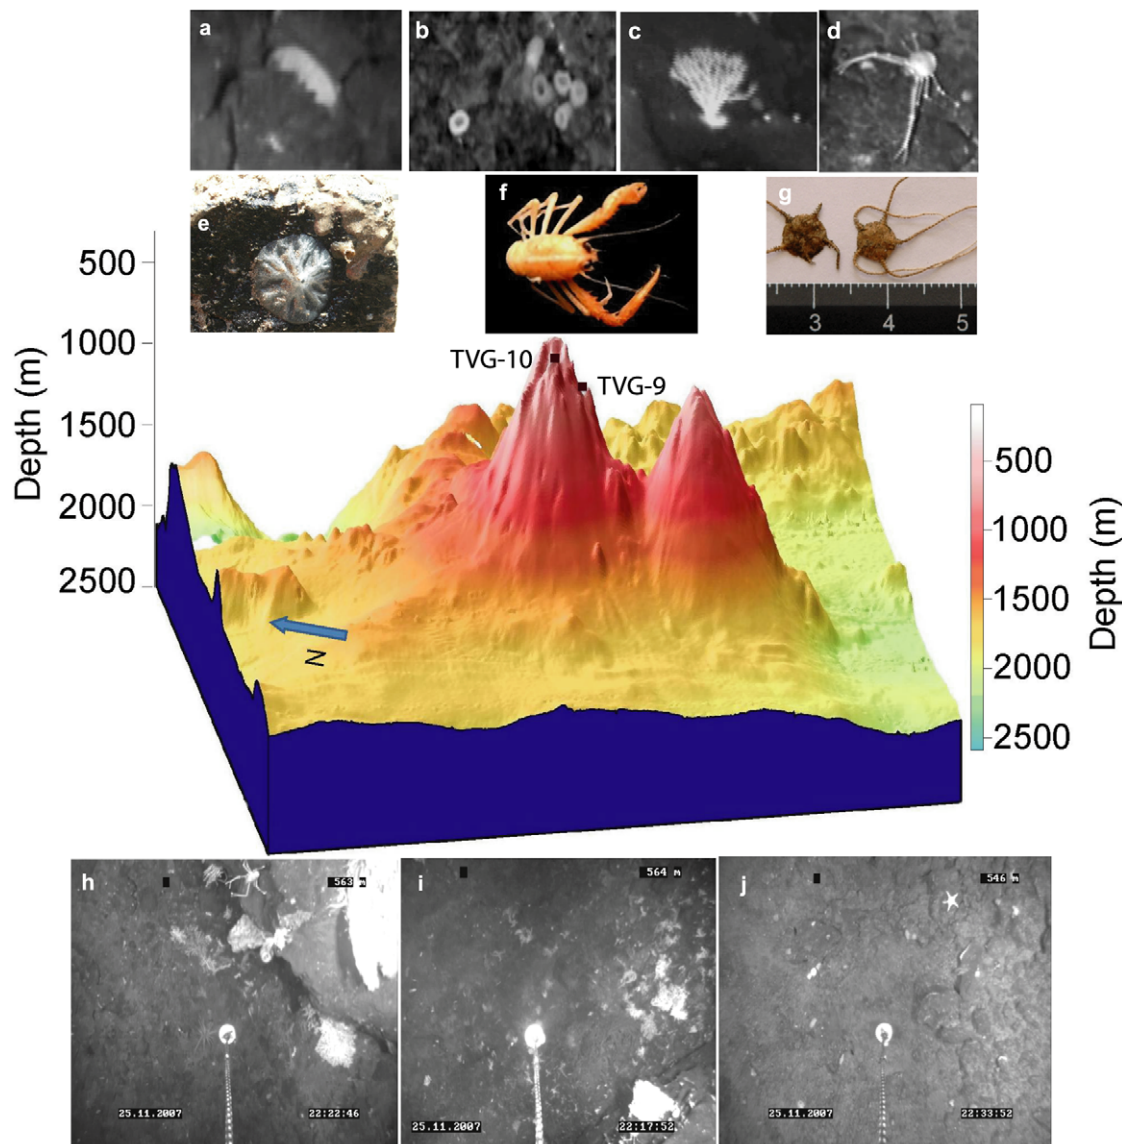 a
b
c
d
e
f
g
3 4 5
Depth (m)
500
1000
1500
2000
2500
TVG-10
TVG-9
N
500
1000
1500
2000
2500
Depth (m)
h
563 m
25.11.2007
22:22:46
i
564 m
25.11.2007
22:17:52
j
546 m
25.11.2007
22:33:52